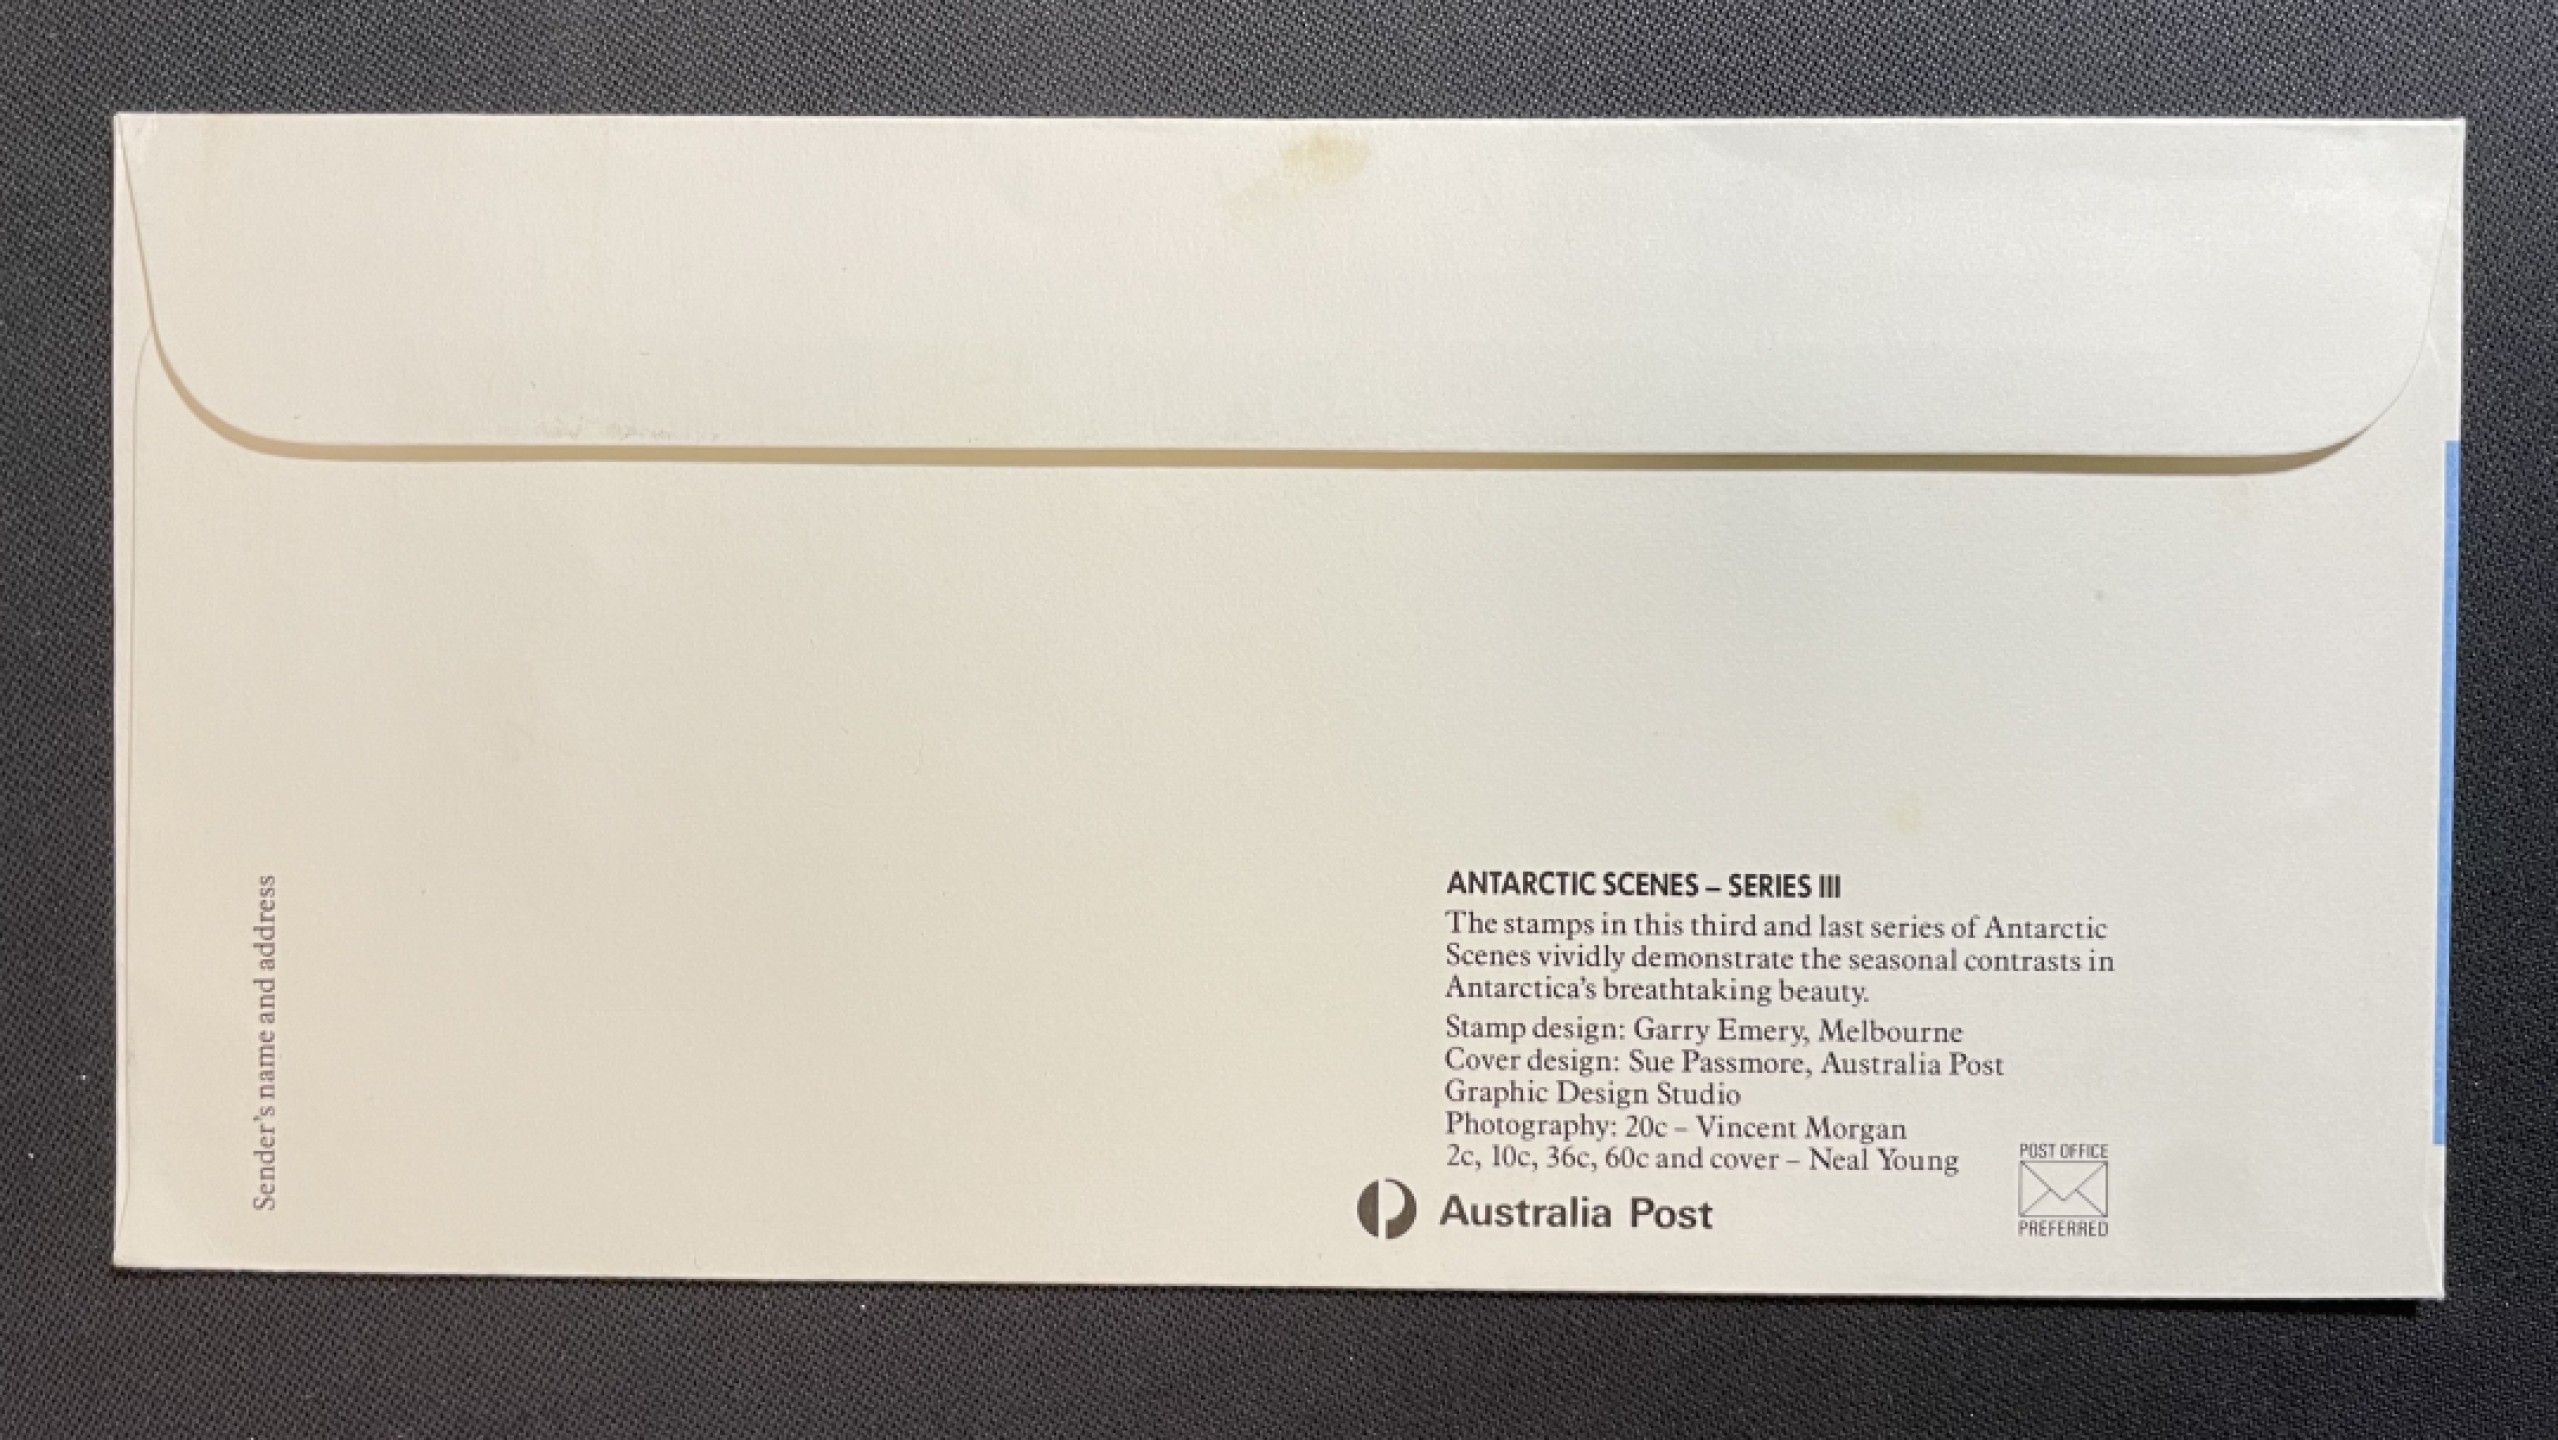 ANTARCTIC SCENES – SERIES III
The stamps in this third and last series of Antarctic
Scenes vividly demonstrate the seasonal contrasts in
Antarctica's breathtaking beauty.
Stamp design: Garry Emery, Melbourne
Cover design: Sue Passmore, Australia Post
Graphic Design Studio
Photography: 20c – Vincent Morgan
2c, 10c, 36c, 60c and cover – Neal Young
Australia Post
POST OFFICE
PREFERRED
Sender's name and address